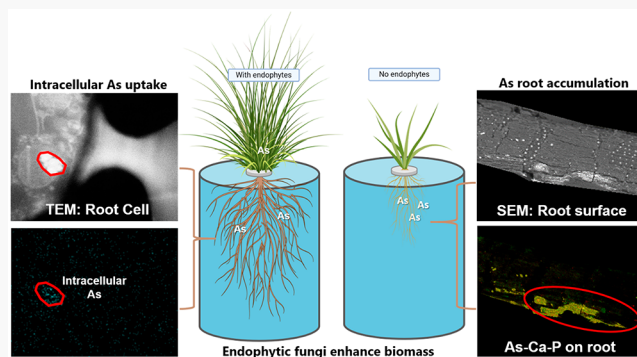 Intracellular As uptake
With endophytes
No endophytes
As root accumulation
TEM: Root Cell
As
As
As
As
As
As
SEM: Root surface
Intracellular
As
As-Ca-P on root
Endophytic fungi enhance biomass